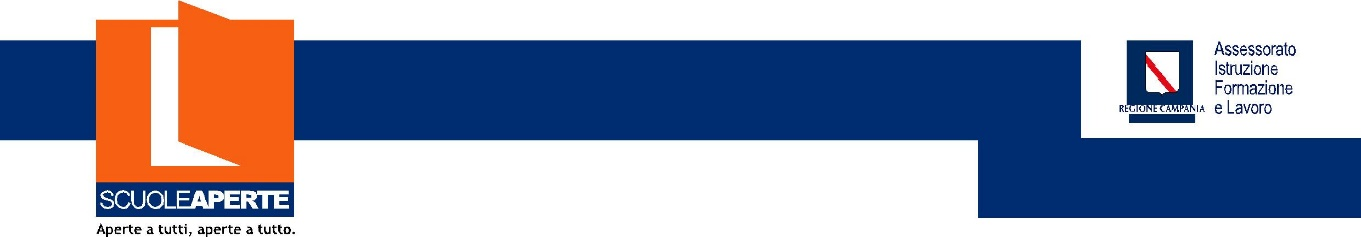 SCUOLEAPERTE
Aperte a tutti, aperte a tutto.
REGIONE CAMPANIA
Assessorato
Istruzione
Formazione
e Lavoro